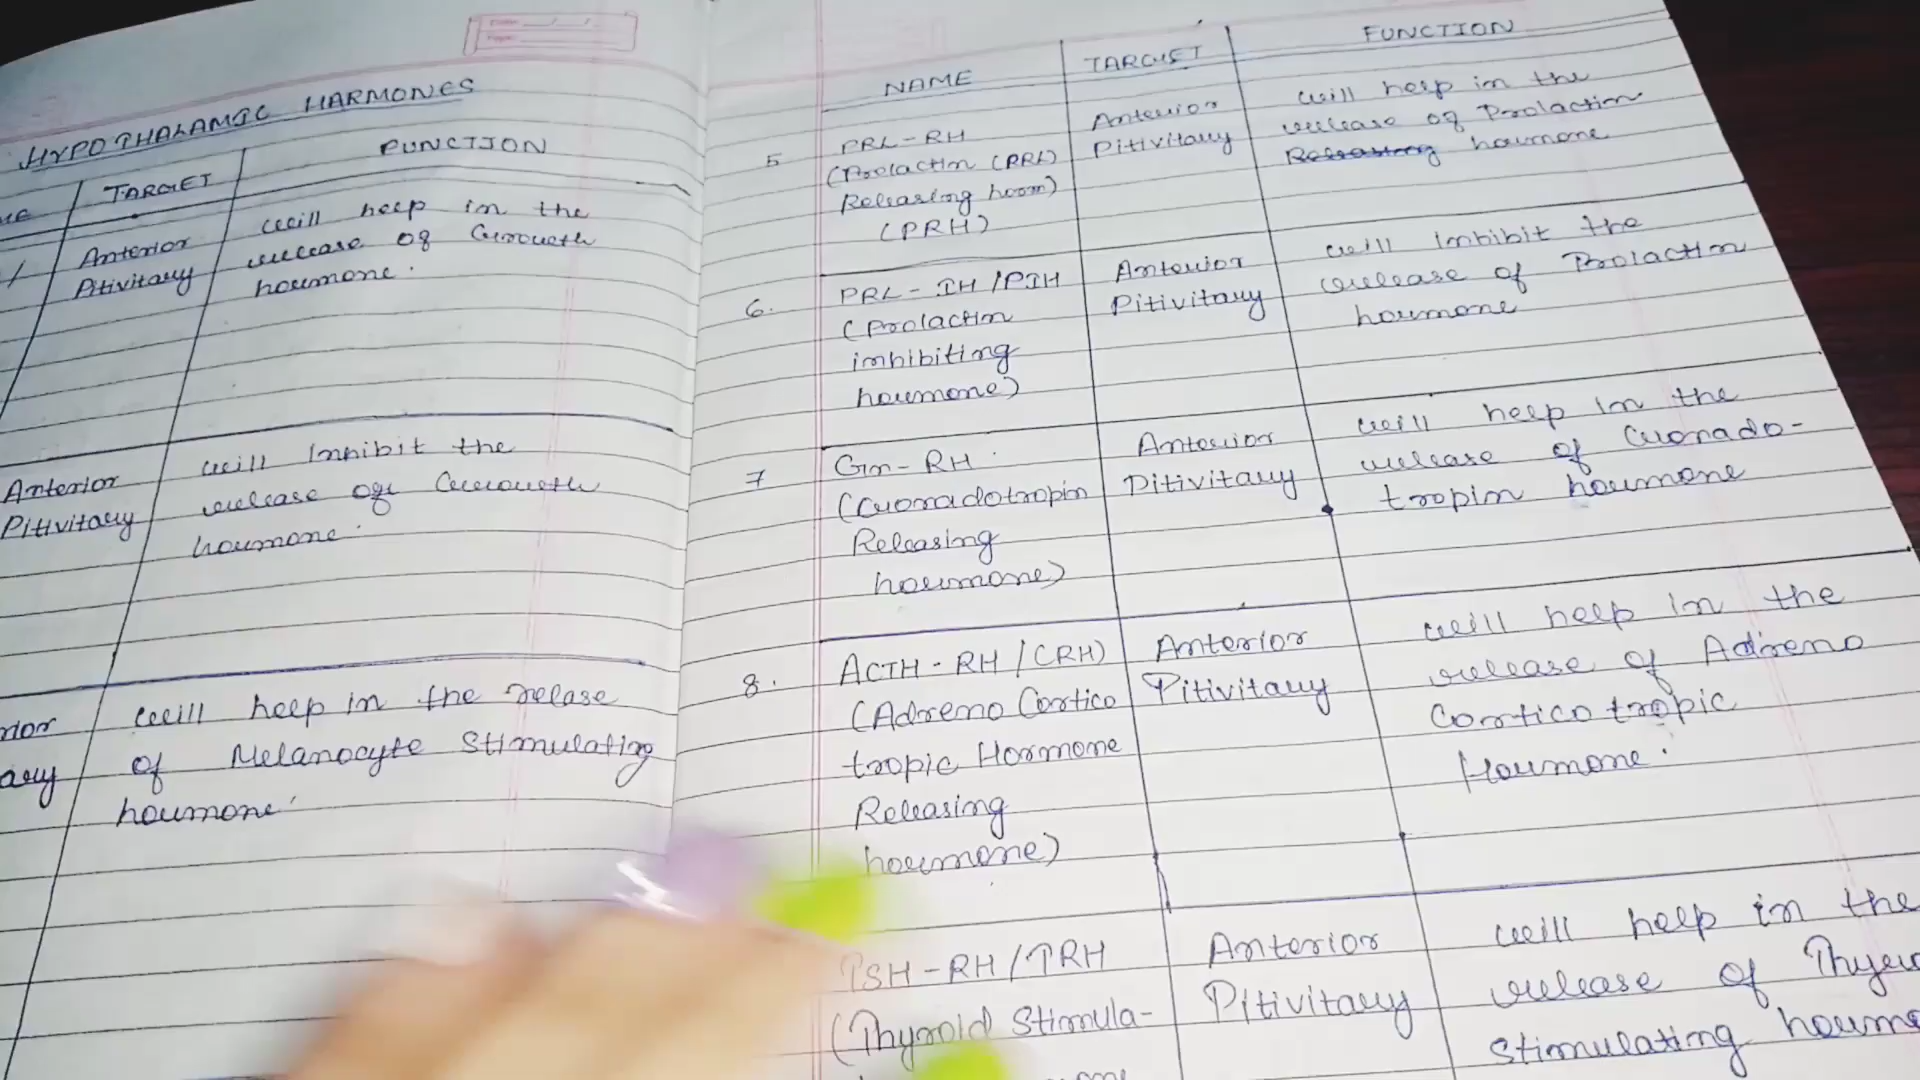 HYPOTHALAMIC HARMONES
TARGET
FUNCTION
Anterior
Pitivitary
will help in the
release of Growth
hormone.
Anterior
Pitivitary
will Inhibit the
release of Growth
hormone.
will help in the relase
of Melanocyte Stimulating
hormone.
NAME
TARGET
FUNCTION
5
PRL-RH
(Prolactin (PRL)
Releasing horm)
(PRH)
Anterior
Pitivitary
will help in the
release of Prolactin
hormone
6.
PRL-IH/PIH
(Prolactin
inhibiting
hormone)
Anterior
Pitivitary
will inhibit the
release of Prolactin
hormone
7
Gn-RH
(Gonadotropin
Releasing
hormone)
Anterior
Pitivitary
will help in the
release of Gonado-
tropin hormone
8.
ACTH-RH/CRH)
(Adreno Cortico
tropic Hormone
Releasing
hormone)
Anterior
Pitivitary
will help in the
release of Adreno
Cortico tropic
Hormone.
TSH-RH/TRH
(Thyroid Stimula-
Anterior
Pitivitary
will help in the
release of
Stimulating